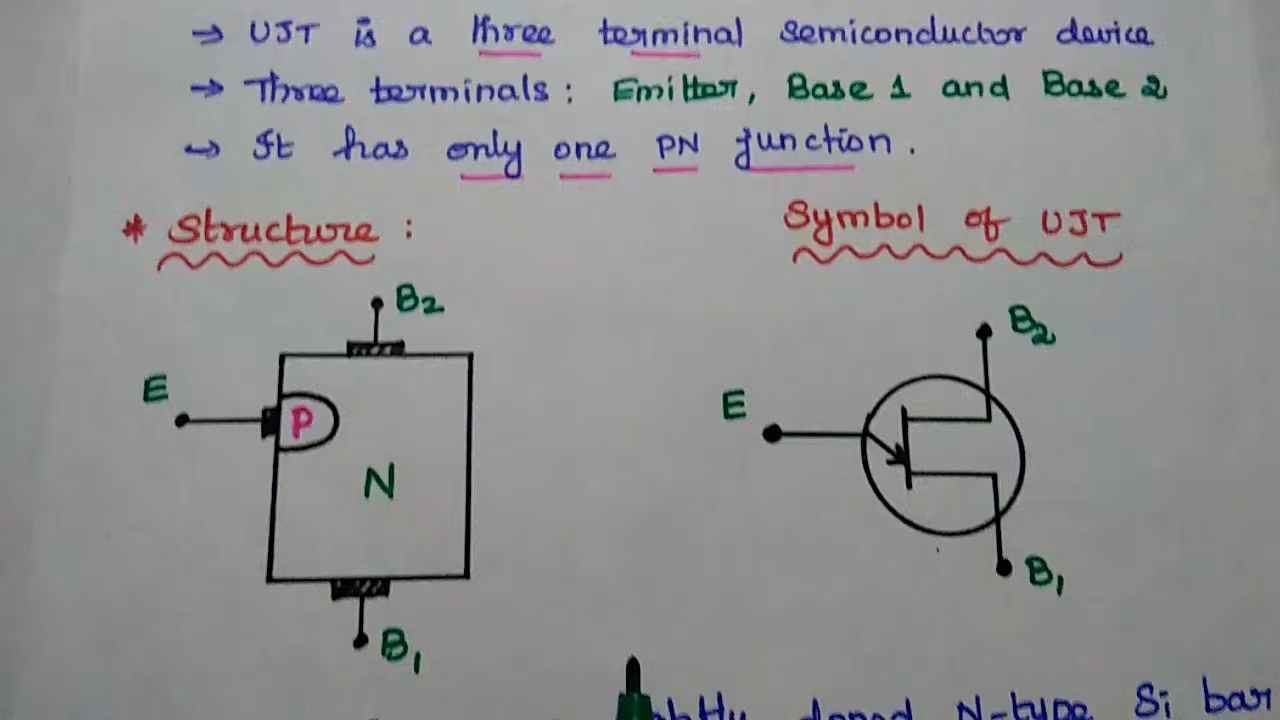 → UJT is a three terminal semiconductor device
→ Three terminals: Emitter, Base 1 and Base 2
→ It has only one PN junction.
* Structure:
Symbol of UJT
B2
E
P
N
B1
B2
E
B1
doped N-type Si bar